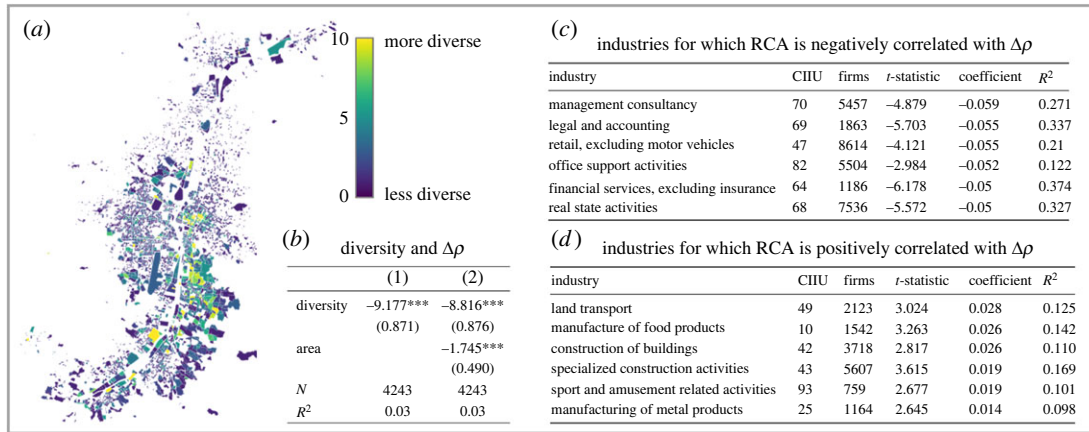 (a)
10 more diverse
5
0 less diverse
(b) diversity and Δρ
(1) (2)
diversity –9.177*** –8.816***
(0.871) (0.876)
area –1.745***
(0.490)
N 4243 4243
R² 0.03 0.03
(c) industries for which RCA is negatively correlated with Δρ
industry CIIU firms t-statistic coefficient R²
management consultancy 70 5457 –4.879 –0.059 0.271
legal and accounting 69 1863 –5.703 –0.055 0.337
retail, excluding motor vehicles 47 8614 –4.121 –0.055 0.21
office support activities 82 5504 –2.984 –0.052 0.122
financial services, excluding insurance 64 1186 –6.178 –0.05 0.374
real state activities 68 7536 –5.572 –0.05 0.327
(d) industries for which RCA is positively correlated with Δρ
industry CIIU firms t-statistic coefficient R²
land transport 49 2123 3.024 0.028 0.125
manufacture of food products 10 1542 3.263 0.026 0.142
construction of buildings 42 3718 2.817 0.026 0.110
specialized construction activities 43 5607 3.615 0.019 0.169
sport and amusement related activities 93 759 2.677 0.019 0.101
manufacturing of metal products 25 1164 2.645 0.014 0.098